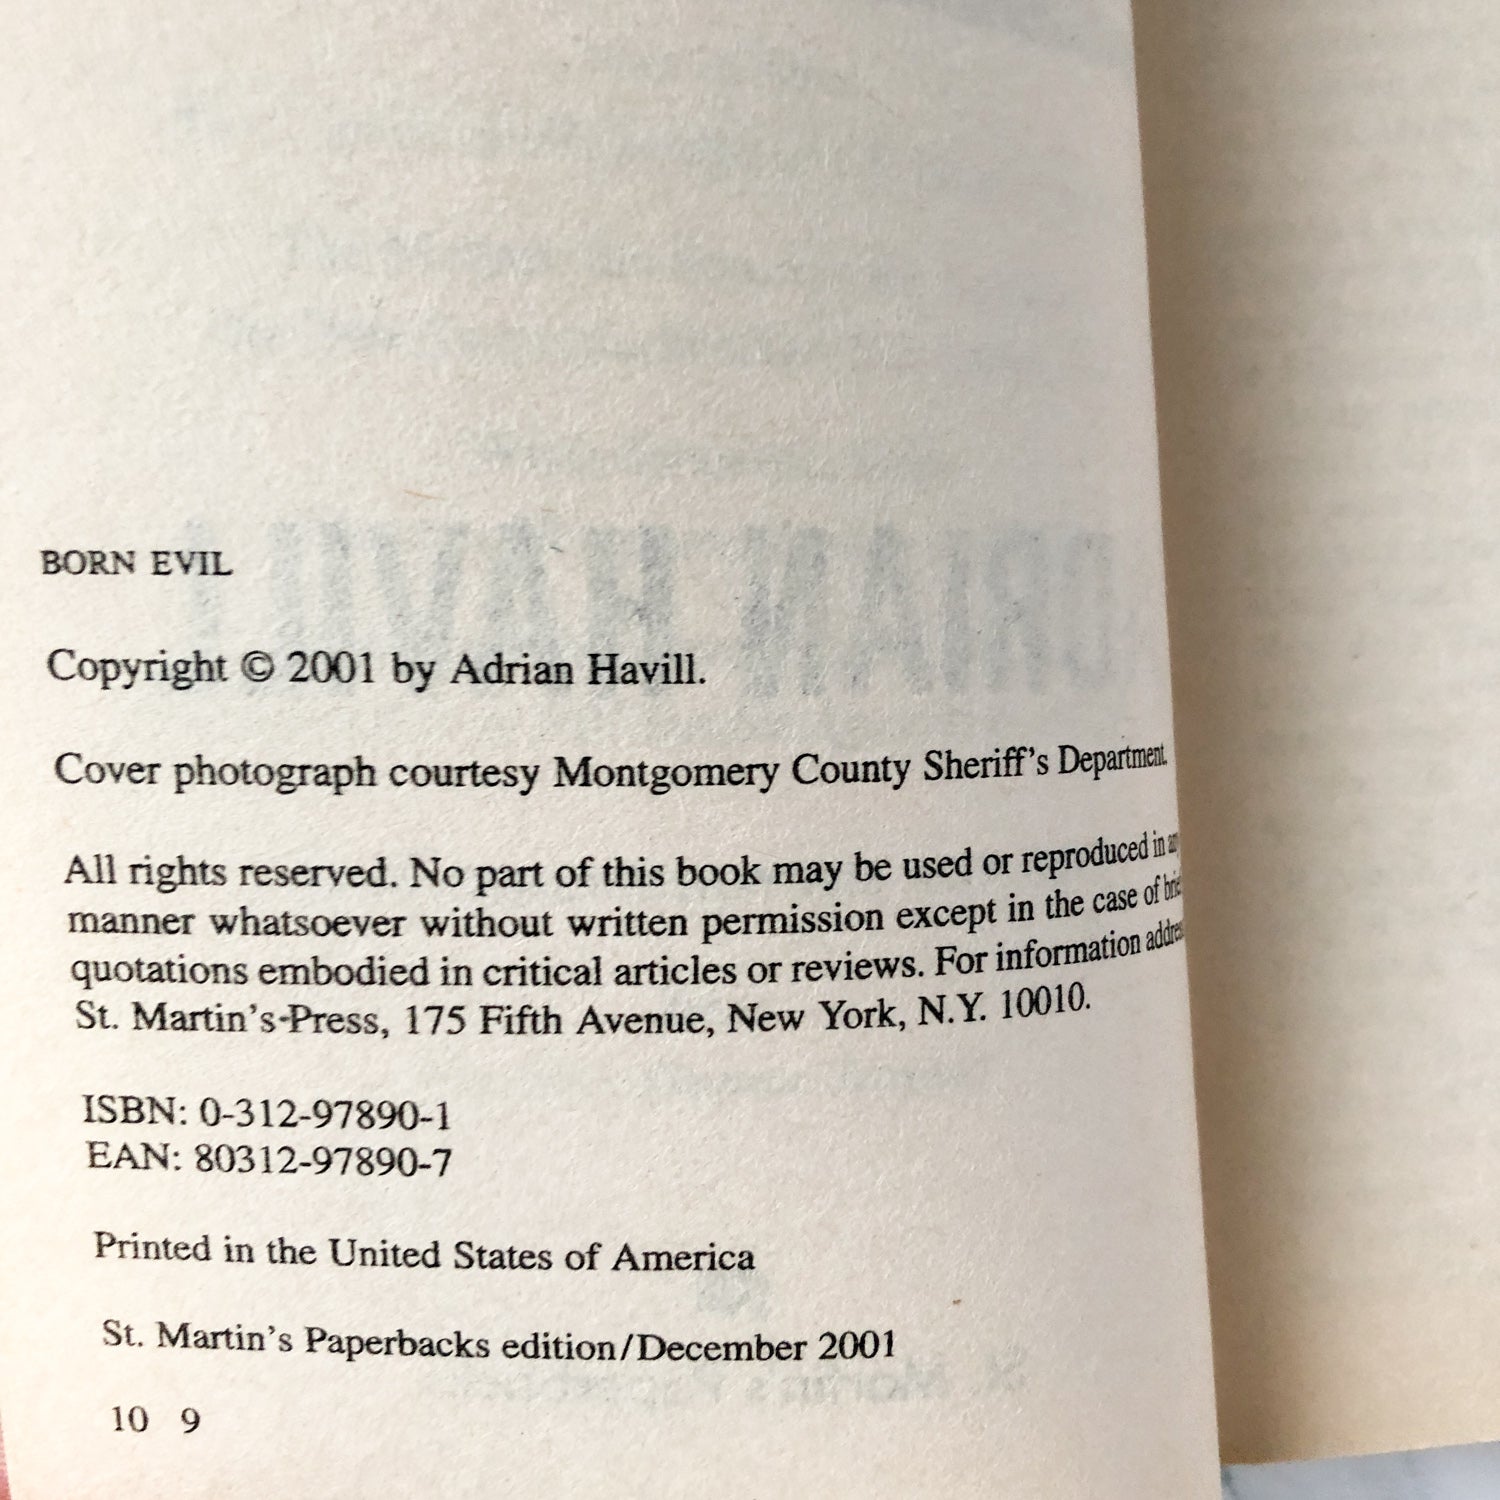 BORN EVIL
Copyright © 2001 by Adrian Havill.
Cover photograph courtesy Montgomery County Sheriff's Department.
All rights reserved. No part of this book may be used or reproduced in any
manner whatsoever without written permission except in the case of brief
quotations embodied in critical articles or reviews. For information address
St. Martin's Press, 175 Fifth Avenue, New York, N.Y. 10010.
ISBN: 0-312-97890-1
EAN: 80312-97890-7
Printed in the United States of America
St. Martin's Paperbacks edition/December 2001
10 9